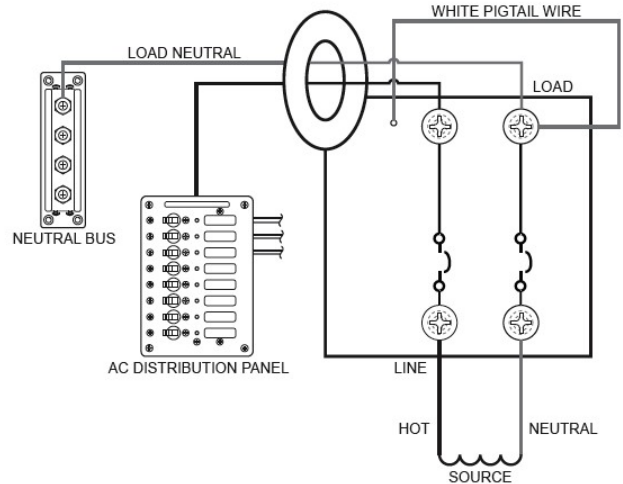 WHITE PIGTAIL WIRE
LOAD NEUTRAL
LOAD
NEUTRAL BUS
AC DISTRIBUTION PANEL
LINE
HOT
NEUTRAL
SOURCE